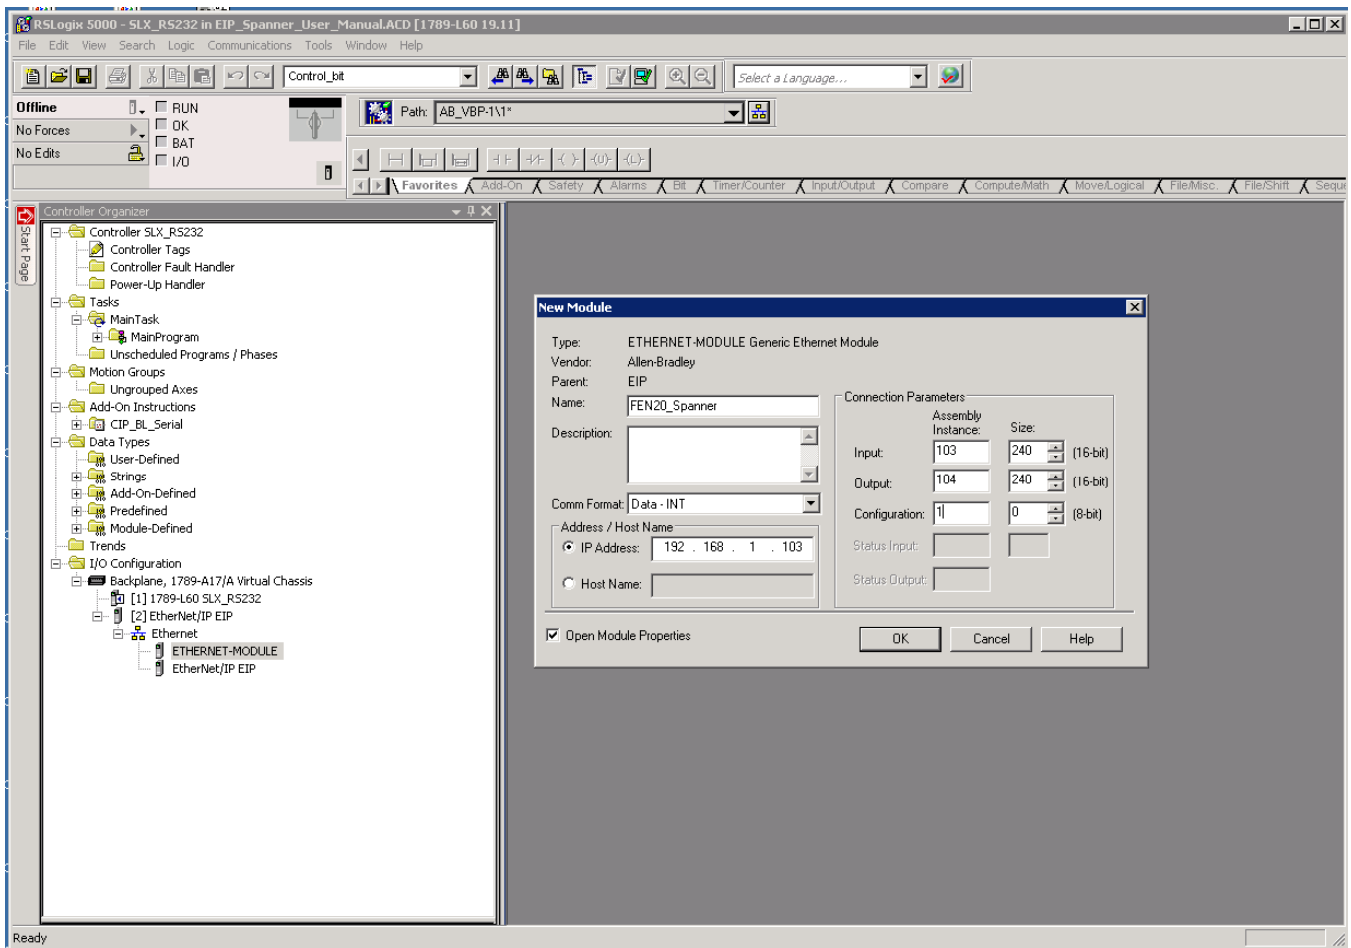 RSLogix 5000 - SLX_RS232 in EIP_Spanner_User_Manual.ACD [1789-L60 19.11]
File Edit View Search Logic Communications Tools Window Help
Control_bit
Select a Language...
Offline
RUN
No Forces
OK
BAT
No Edits
I/O
Path: AB_VBP-1\1*
Favorites Add-On Safety Alarms Bit Timer/Counter Input/Output Compare Compute/Math Move/Logical File/Misc. File/Shift Seque
Start Page
Controller Organizer
Controller SLX_RS232
Controller Tags
Controller Fault Handler
Power-Up Handler
Tasks
MainTask
MainProgram
Unscheduled Programs / Phases
Motion Groups
Ungrouped Axes
Add-On Instructions
CIP_BL_Serial
Data Types
User-Defined
Strings
Add-On-Defined
Predefined
Module-Defined
Trends
I/O Configuration
Backplane, 1789-A17/A Virtual Chassis
[1] 1789-L60 SLX_RS232
[2] EtherNet/IP EIP
Ethernet
ETHERNET-MODULE
EtherNet/IP EIP
New Module
Type: ETHERNET-MODULE Generic Ethernet Module
Vendor: Allen-Bradley
Parent: EIP
Name: FEN20_Spanner
Description:
Comm Format: Data - INT
Address / Host Name
IP Address: 192 . 168 . 1 . 103
Host Name:
Connection Parameters
Assembly
Instance: Size:
Input: 103 240 (16-bit)
Output: 104 240 (16-bit)
Configuration: 1 0 (8-bit)
Status Input:
Status Output:
Open Module Properties
OK Cancel Help
Ready